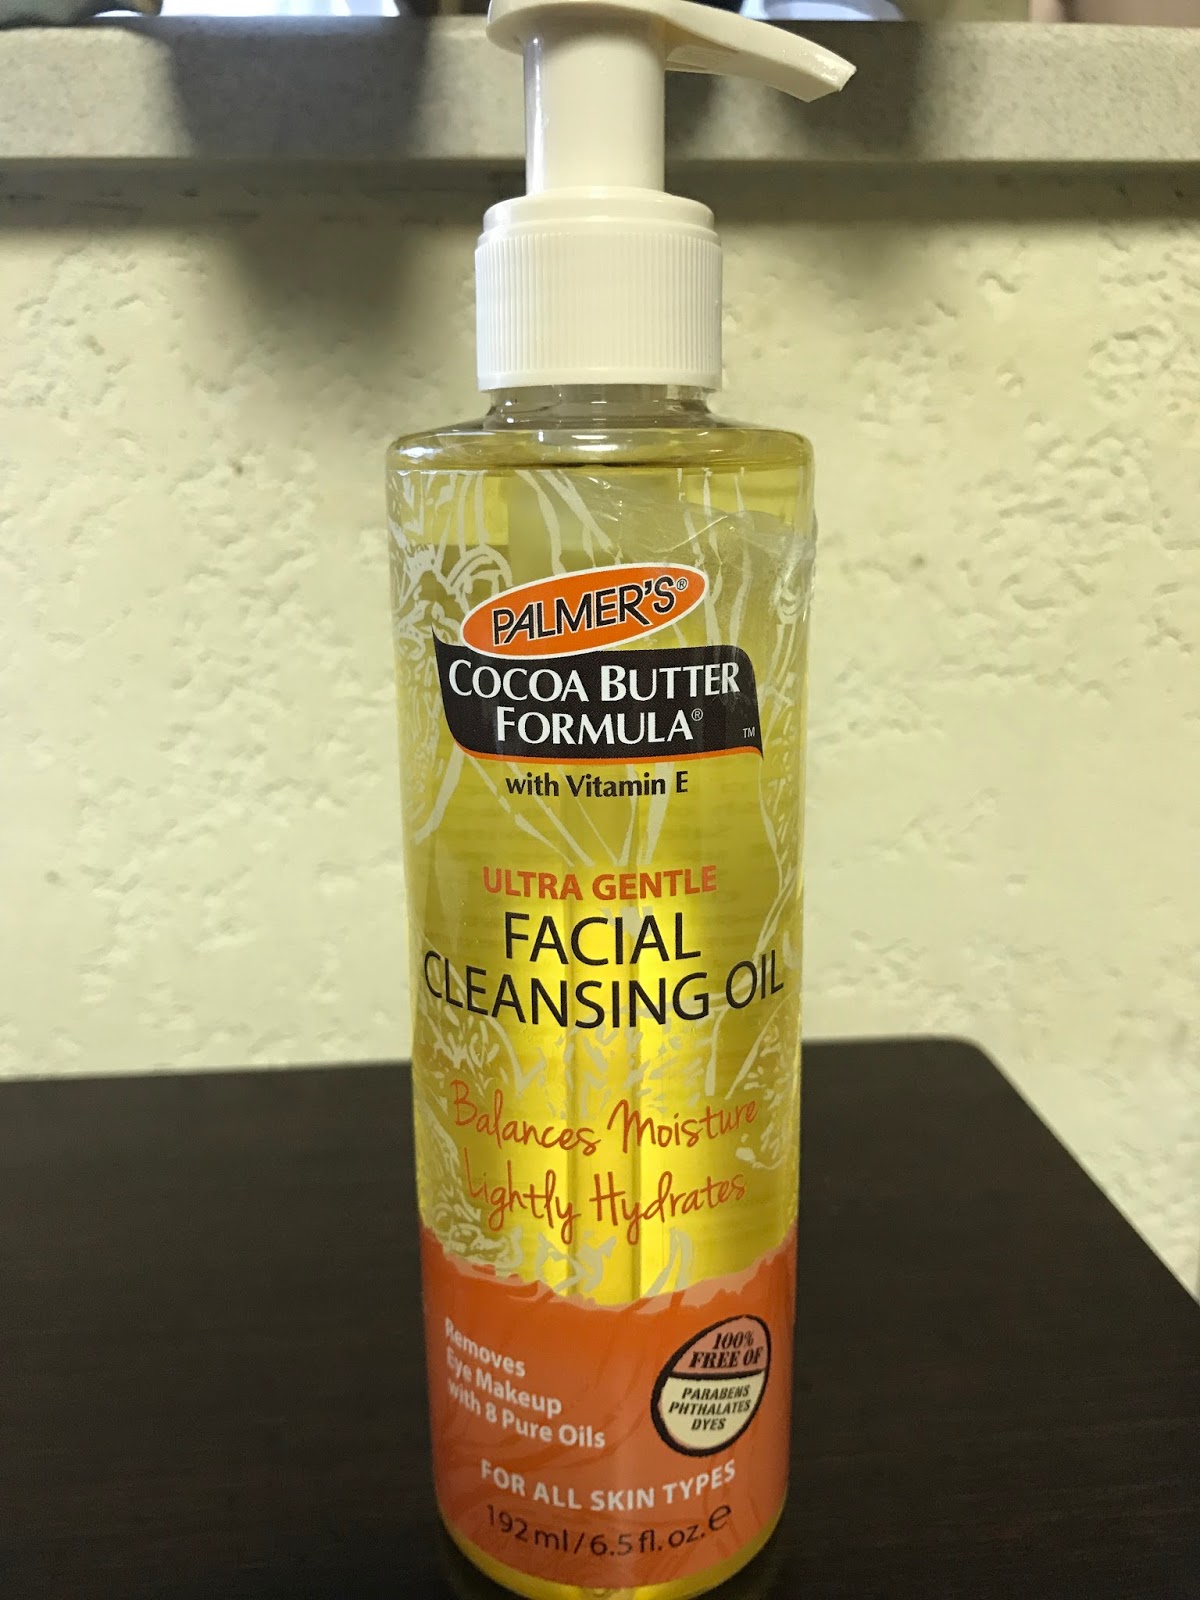 PALMER'S®
COCOA BUTTER
FORMULA®
TM
with Vitamin E
ULTRA GENTLE
FACIAL
CLEANSING OIL
Balances Moisture
Lightly Hydrates
Removes
Eye Makeup
with 8 Pure Oils
100%
FREE OF
PARABENS
PHTHALATES
DYES
FOR ALL SKIN TYPES
192 ml / 6.5 fl. oz. ℮